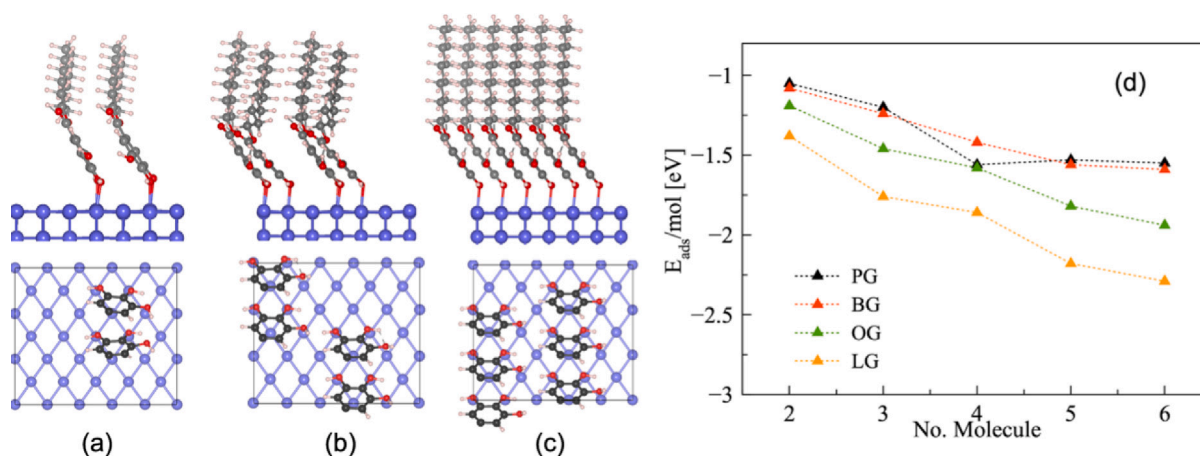 (a)
(b)
(c)
(d)
E_ads/mol [eV]
−1
−1.5
−2
−2.5
−3
PG
BG
OG
LG
2 3 4 5 6
No. Molecule